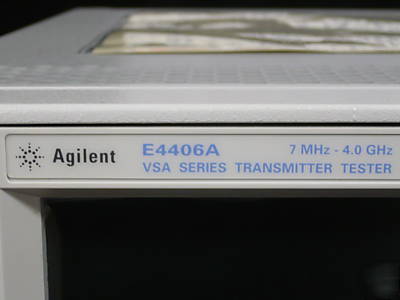 Agilent E4406A 7 MHz - 4.0 GHz
VSA SERIES TRANSMITTER TESTER